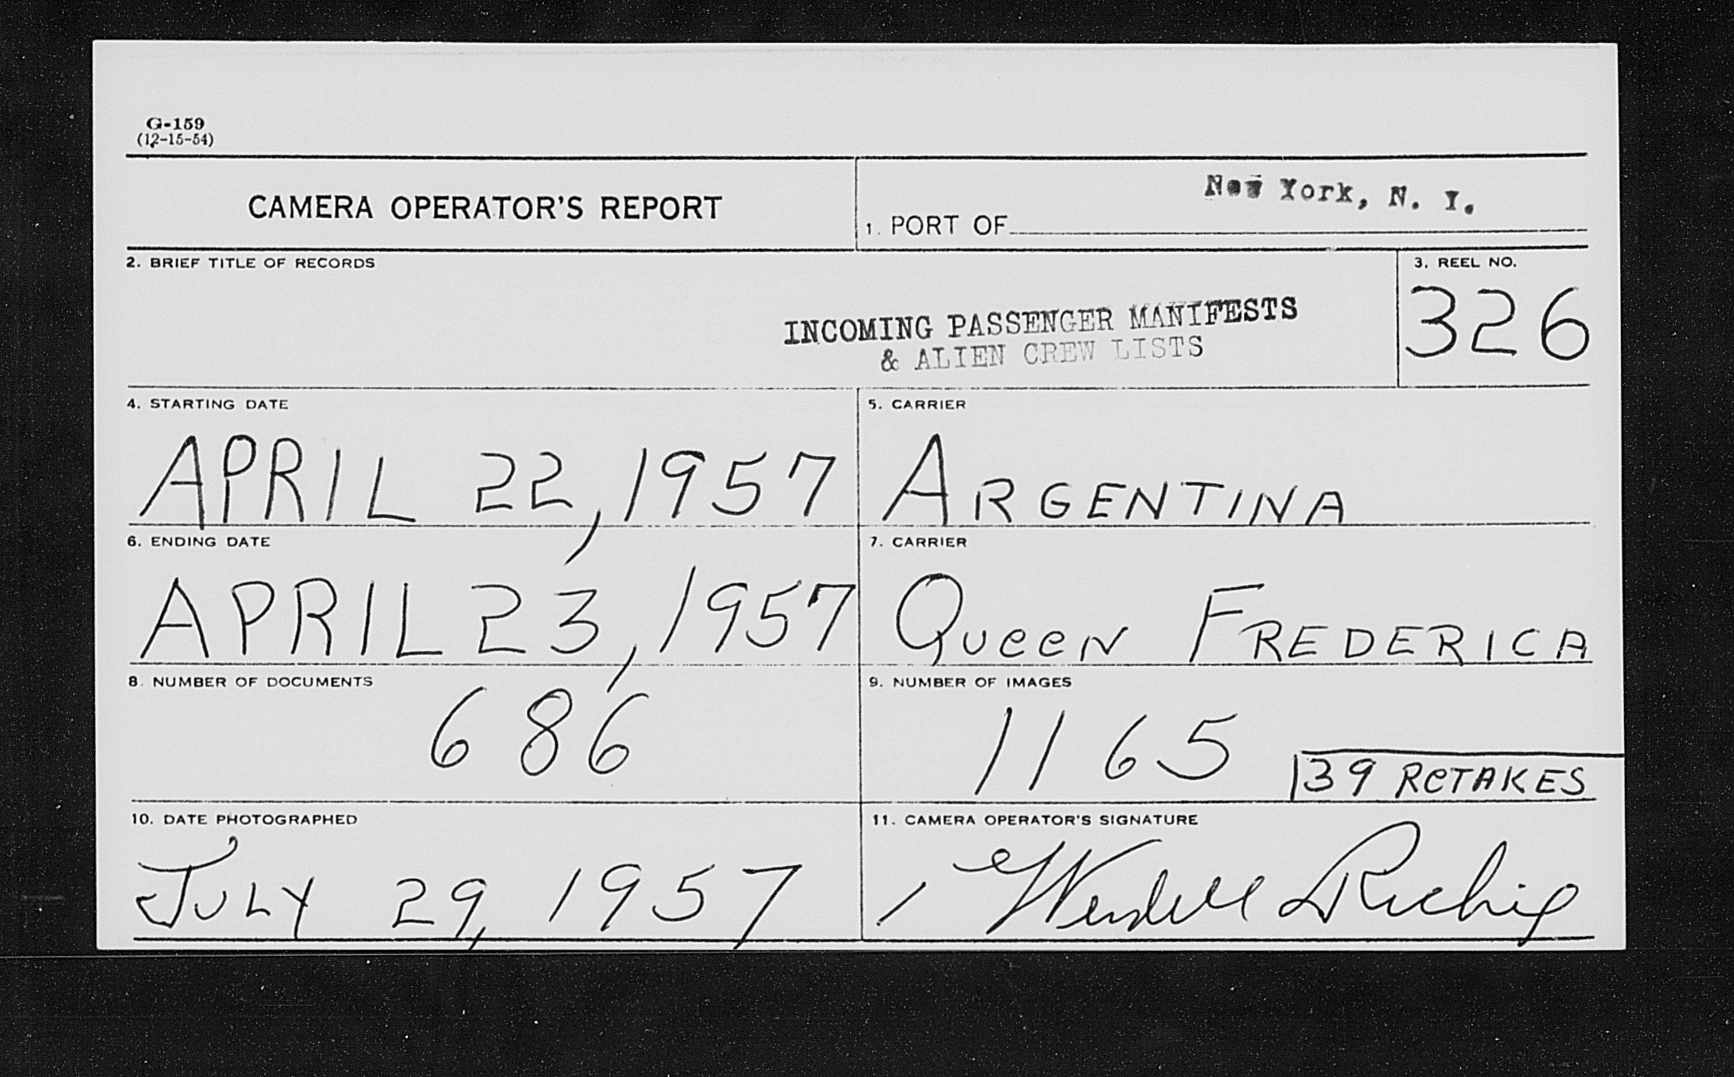 G-159
(12-15-54)
CAMERA OPERATOR'S REPORT
1. PORT OF New York, N. Y.
2. BRIEF TITLE OF RECORDS
INCOMING PASSENGER MANIFESTS
& ALIEN CREW LISTS
3. REEL NO.
326
4. STARTING DATE
APRIL 22, 1957
5. CARRIER
ARGENTINA
6. ENDING DATE
APRIL 23, 1957
7. CARRIER
QUEEN FREDERICA
8. NUMBER OF DOCUMENTS
686
9. NUMBER OF IMAGES
1165
39 RETAKES
10. DATE PHOTOGRAPHED
JULY 29, 1957
11. CAMERA OPERATOR'S SIGNATURE
Wendell